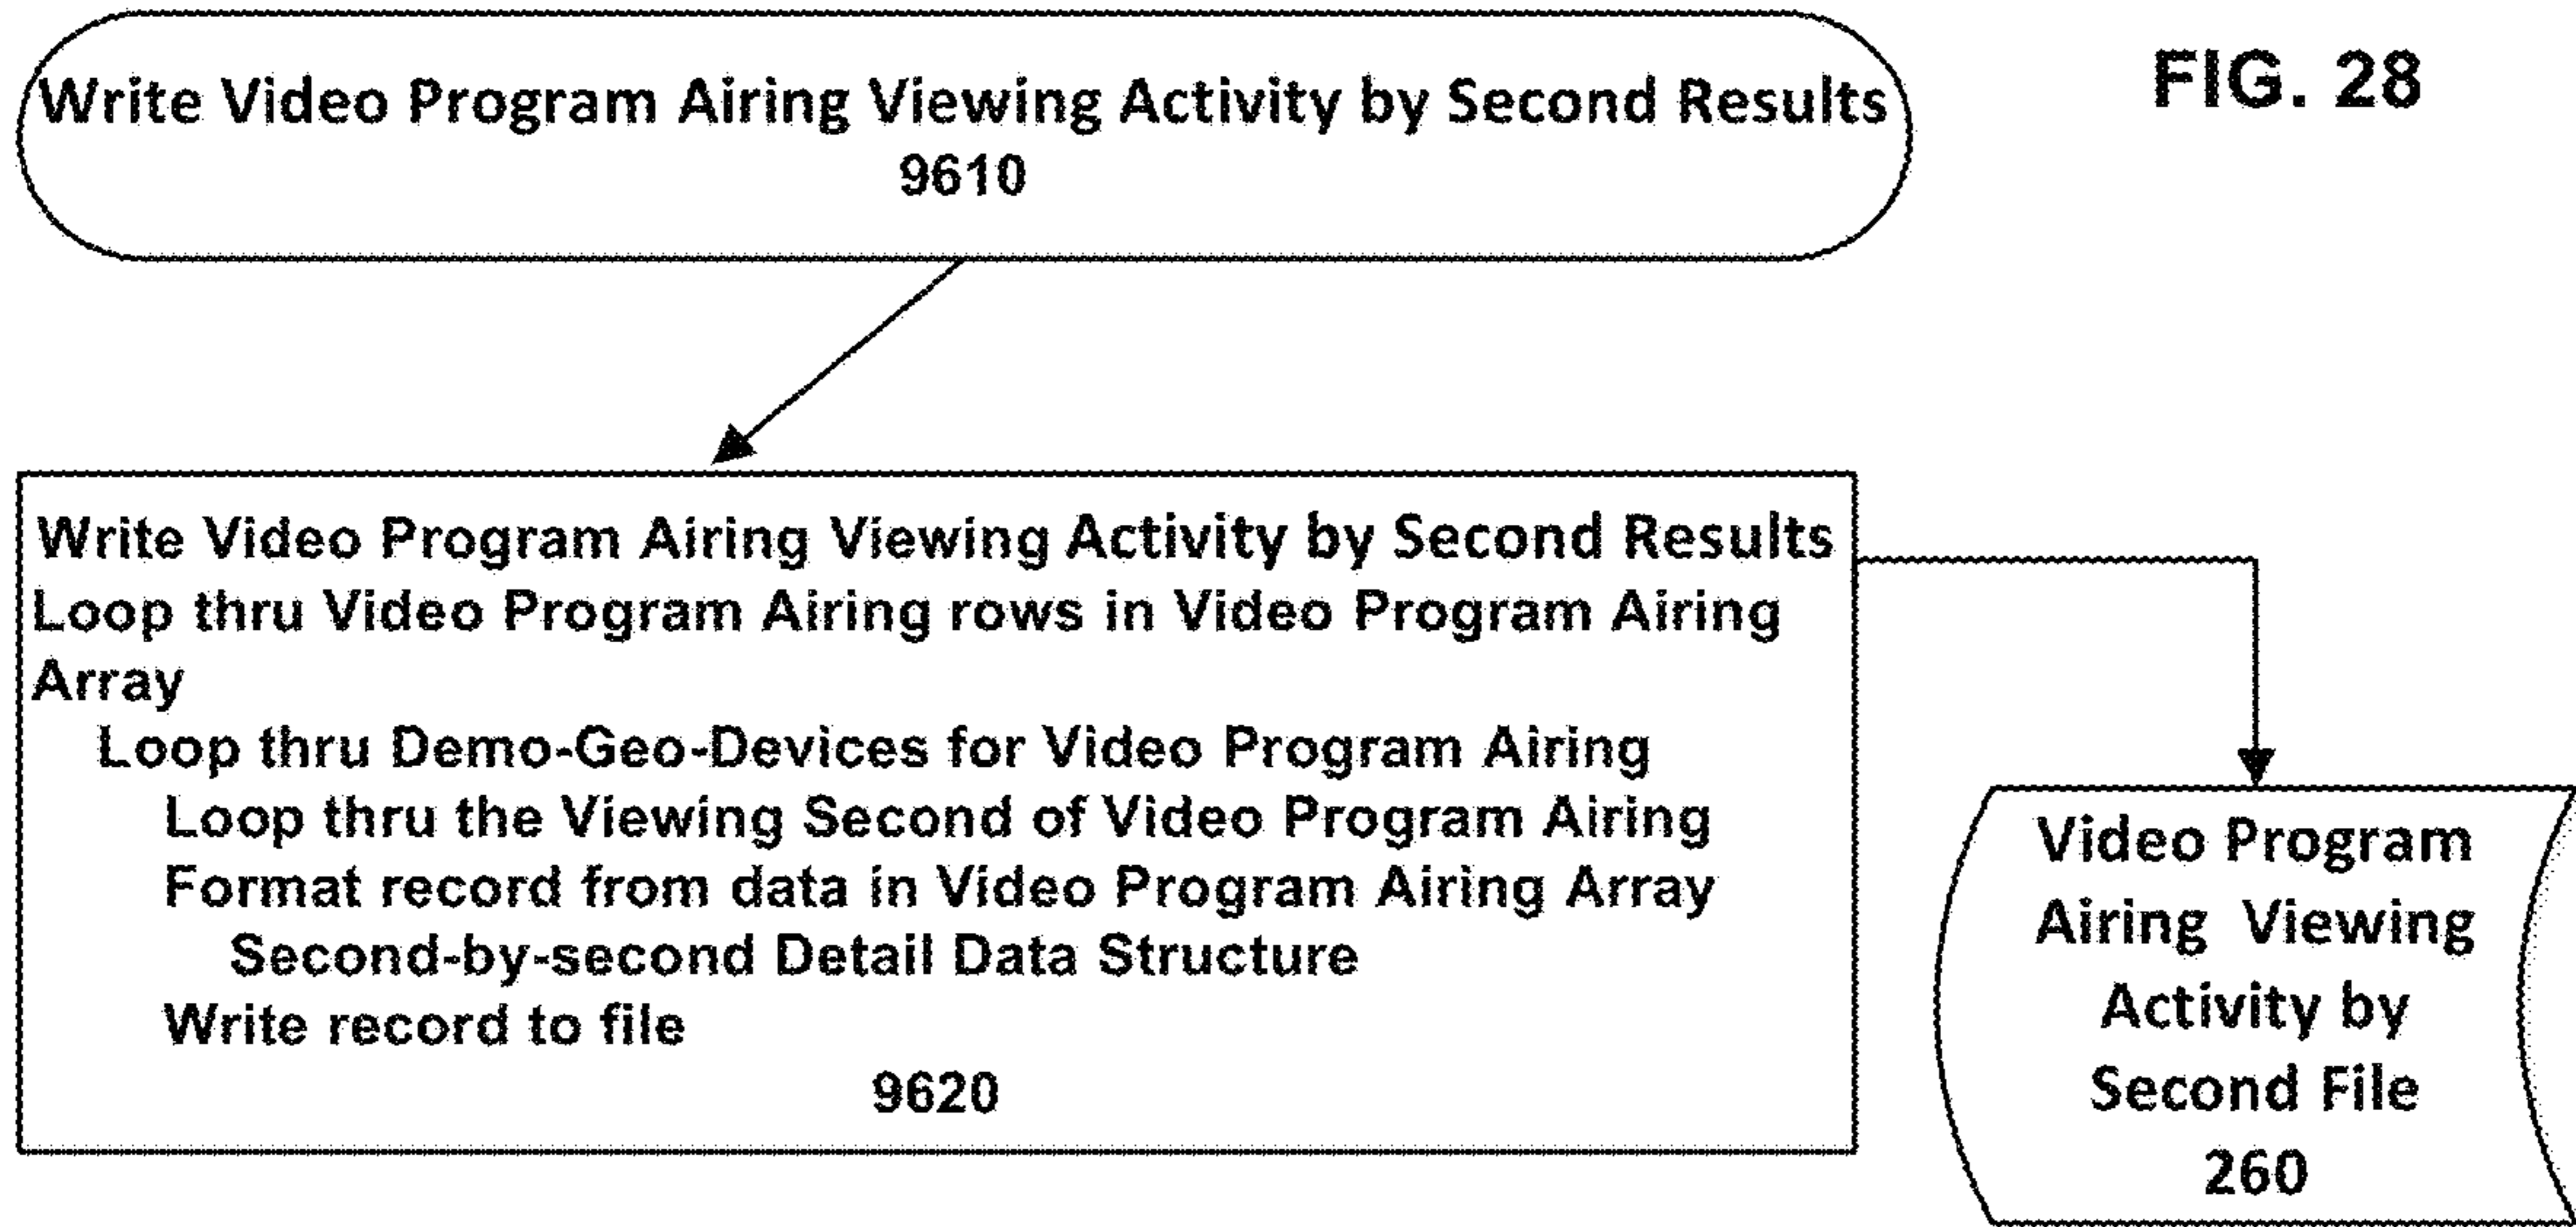 Write Video Program Airing Viewing Activity by Second Results
9610
FIG. 28
Write Video Program Airing Viewing Activity by Second Results
Loop thru Video Program Airing rows in Video Program Airing
Array
Loop thru Demo-Geo-Devices for Video Program Airing
Loop thru the Viewing Second of Video Program Airing
Format record from data in Video Program Airing Array
Second-by-second Detail Data Structure
Write record to file
9620
Video Program
Airing Viewing
Activity by
Second File
260